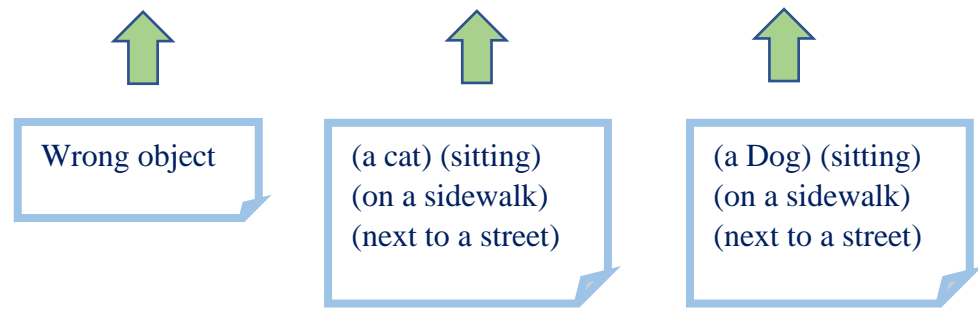 Wrong object
(a cat) (sitting)
(on a sidewalk)
(next to a street)
(a Dog) (sitting)
(on a sidewalk)
(next to a street)